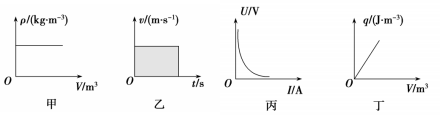 ρ/(kg·m⁻³)
O
V/m³
甲
v/(m·s⁻¹)
O
t/s
乙
U/V
O
I/A
丙
q/(J·m⁻³)
O
V/m³
丁